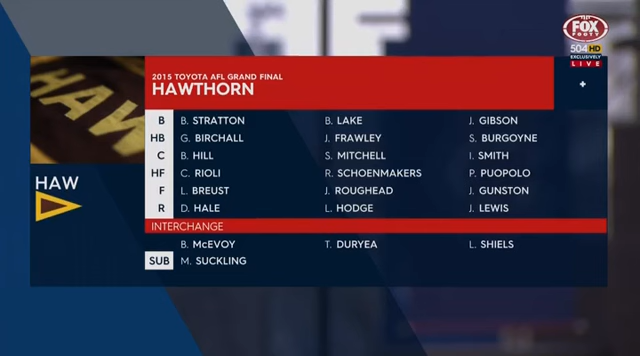 FOX
FOOTY
504 HD
EXCLUSIVELY
LIVE
2015 TOYOTA AFL GRAND FINAL
HAWTHORN
HAW
HAW
B B. STRATTON B. LAKE J. GIBSON
HB G. BIRCHALL J. FRAWLEY S. BURGOYNE
C B. HILL S. MITCHELL I. SMITH
HF C. RIOLI R. SCHOENMAKERS P. PUOPOLO
F L. BREUST J. ROUGHEAD J. GUNSTON
R D. HALE L. HODGE J. LEWIS
INTERCHANGE
B. McEVOY T. DURYEA L. SHIELS
SUB M. SUCKLING